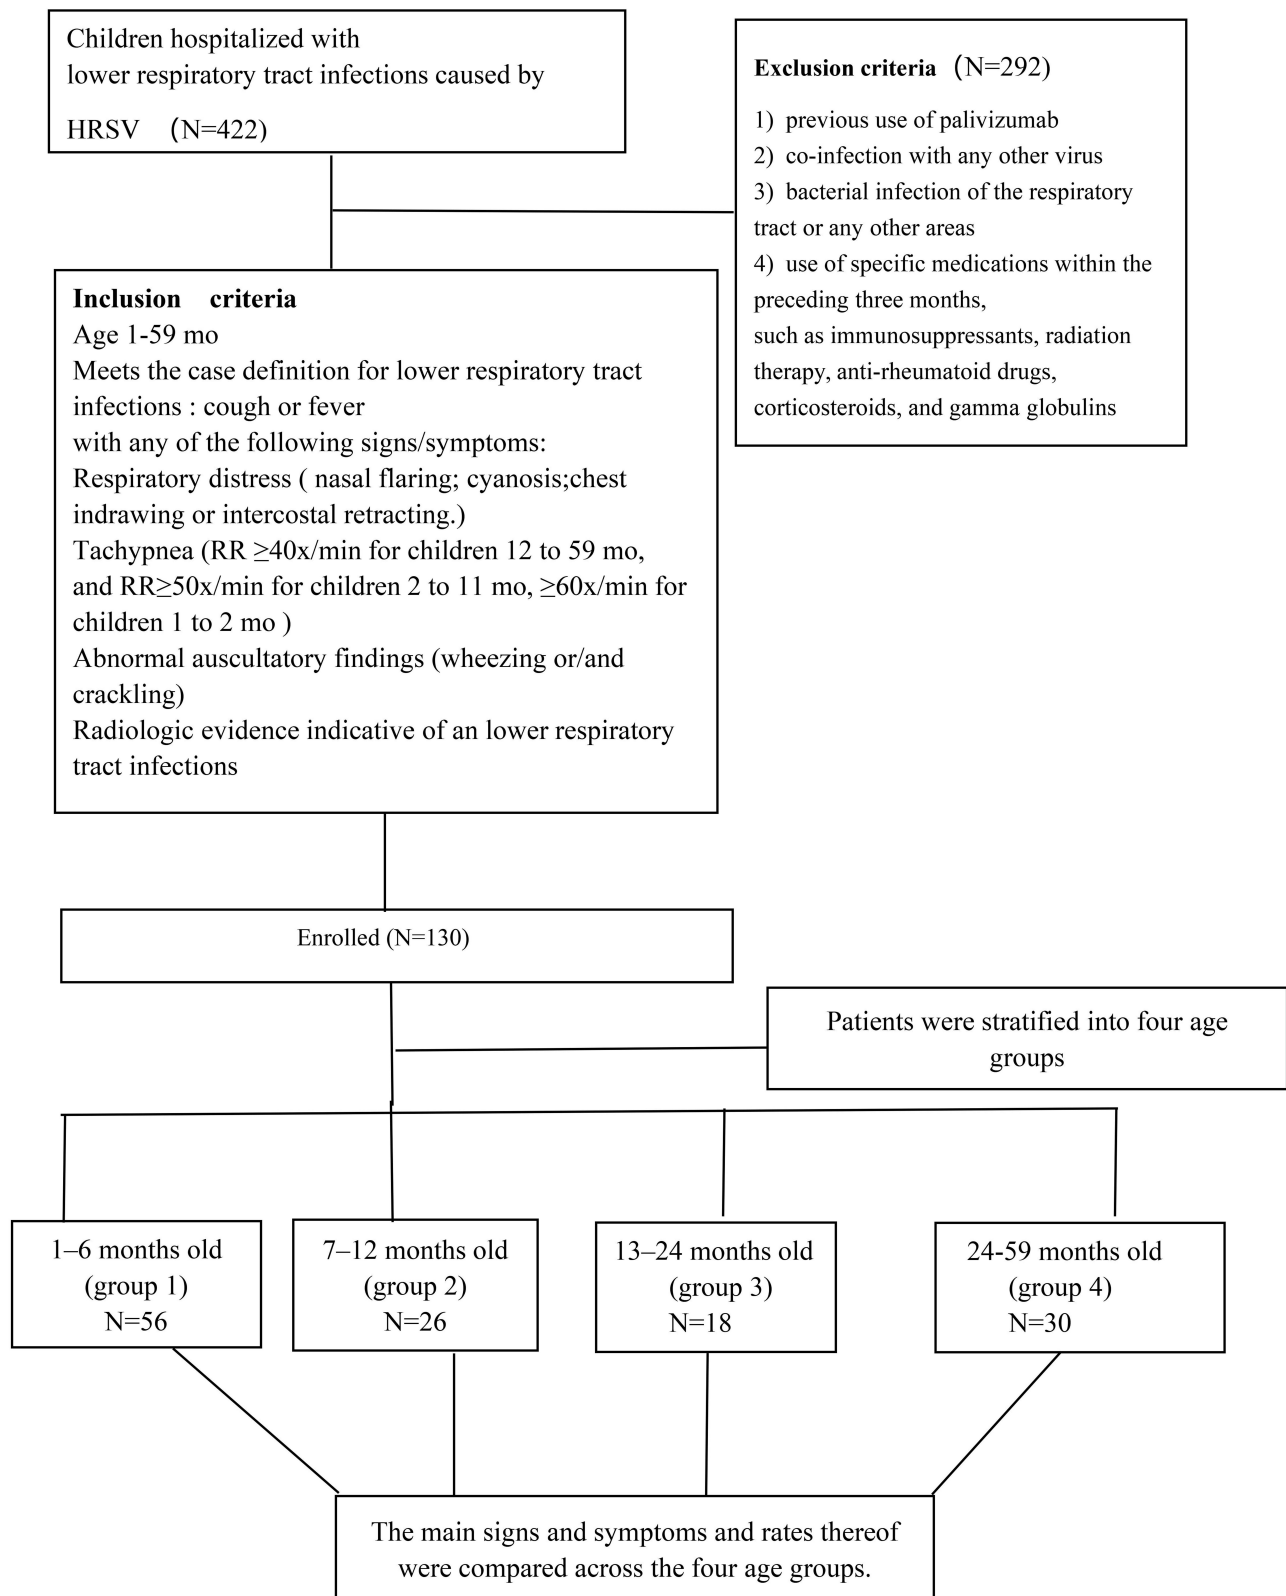 Children hospitalized with
lower respiratory tract infections caused by
HRSV （N=422)
Exclusion criteria （N=292)
1) previous use of palivizumab
2) co-infection with any other virus
3) bacterial infection of the respiratory
tract or any other areas
4) use of specific medications within the
preceding three months,
such as immunosuppressants, radiation
therapy, anti-rheumatoid drugs,
corticosteroids, and gamma globulins
Inclusion criteria
Age 1-59 mo
Meets the case definition for lower respiratory tract
infections : cough or fever
with any of the following signs/symptoms:
Respiratory distress ( nasal flaring; cyanosis;chest
indrawing or intercostal retracting.)
Tachypnea (RR ≥40x/min for children 12 to 59 mo,
and RR≥50x/min for children 2 to 11 mo, ≥60x/min for
children 1 to 2 mo )
Abnormal auscultatory findings (wheezing or/and
crackling)
Radiologic evidence indicative of an lower respiratory
tract infections
Enrolled (N=130)
Patients were stratified into four age
groups
1–6 months old
(group 1)
N=56
7–12 months old
(group 2)
N=26
13–24 months old
(group 3)
N=18
24-59 months old
(group 4)
N=30
The main signs and symptoms and rates thereof
were compared across the four age groups.